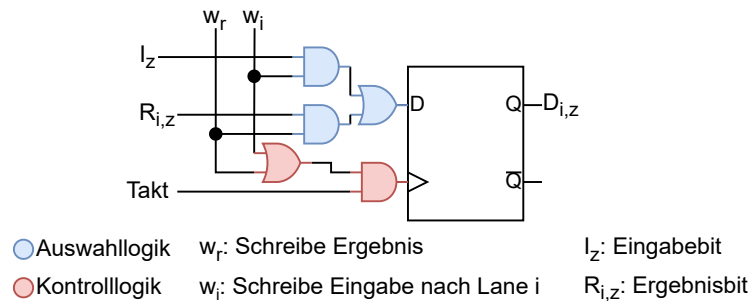 w_r w_i
I_z
D Q D_i,z
R_i,z
Takt Q̅
Auswahllogik w_r: Schreibe Ergebnis I_z: Eingabebit
Kontrolllogik w_i: Schreibe Eingabe nach Lane i R_i,z: Ergebnisbit